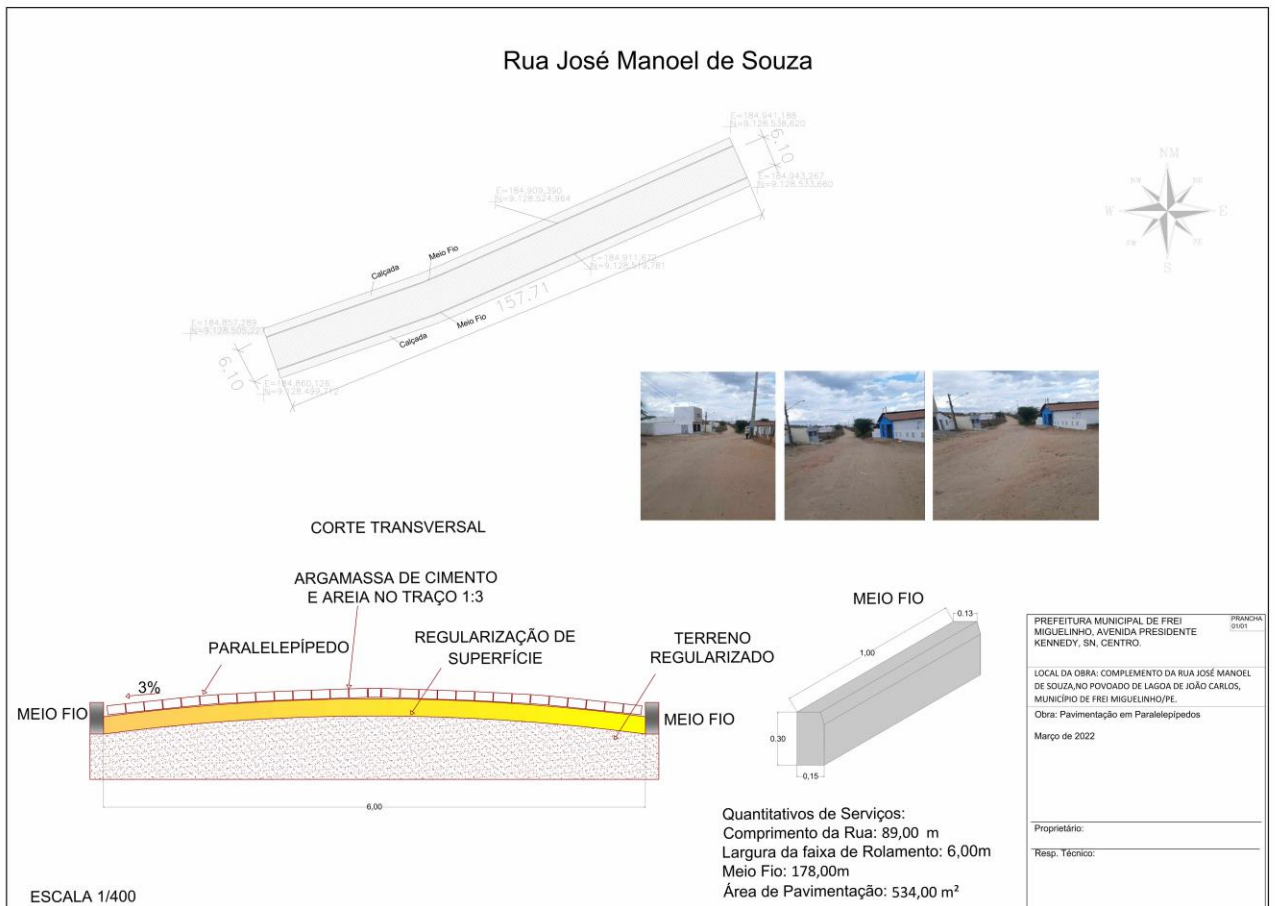 Rua José Manoel de Souza
E=184.941,188
N=9.128.538,620
6.10
E=184.943,267
N=9.128.533,660
E=184.909,390
N=9.128.524,964
E=184.911,672
N=9.128.519,781
Meio Fio
Calçada
157.71
Meio Fio
Calçada
E=184.857,289
N=9.128.505,227
6.10
E=184.860,126
N=9.128.499,712
NM
W
E
S
CORTE TRANSVERSAL
ARGAMASSA DE CIMENTO
E AREIA NO TRAÇO 1:3
PARALELEPÍPEDO
REGULARIZAÇÃO DE
SUPERFÍCIE
TERRENO
REGULARIZADO
3%
MEIO FIO
MEIO FIO
6,00
ESCALA 1/400
MEIO FIO
0.13
1,00
0.30
0,15
Quantitativos de Serviços:
Comprimento da Rua: 89,00 m
Largura da faixa de Rolamento: 6,00m
Meio Fio: 178,00m
Área de Pavimentação: 534,00 m²
PREFEITURA MUNICIPAL DE FREI
MIGUELINHO, AVENIDA PRESIDENTE
KENNEDY, SN, CENTRO.
PRANCHA
01/01
LOCAL DA OBRA: COMPLEMENTO DA RUA JOSÉ MANOEL
DE SOUZA,NO POVOADO DE LAGOA DE JOÃO CARLOS,
MUNICÍPIO DE FREI MIGUELINHO/PE.
Obra: Pavimentação em Paralelepípedos
Março de 2022
Proprietário:
Resp. Técnico: